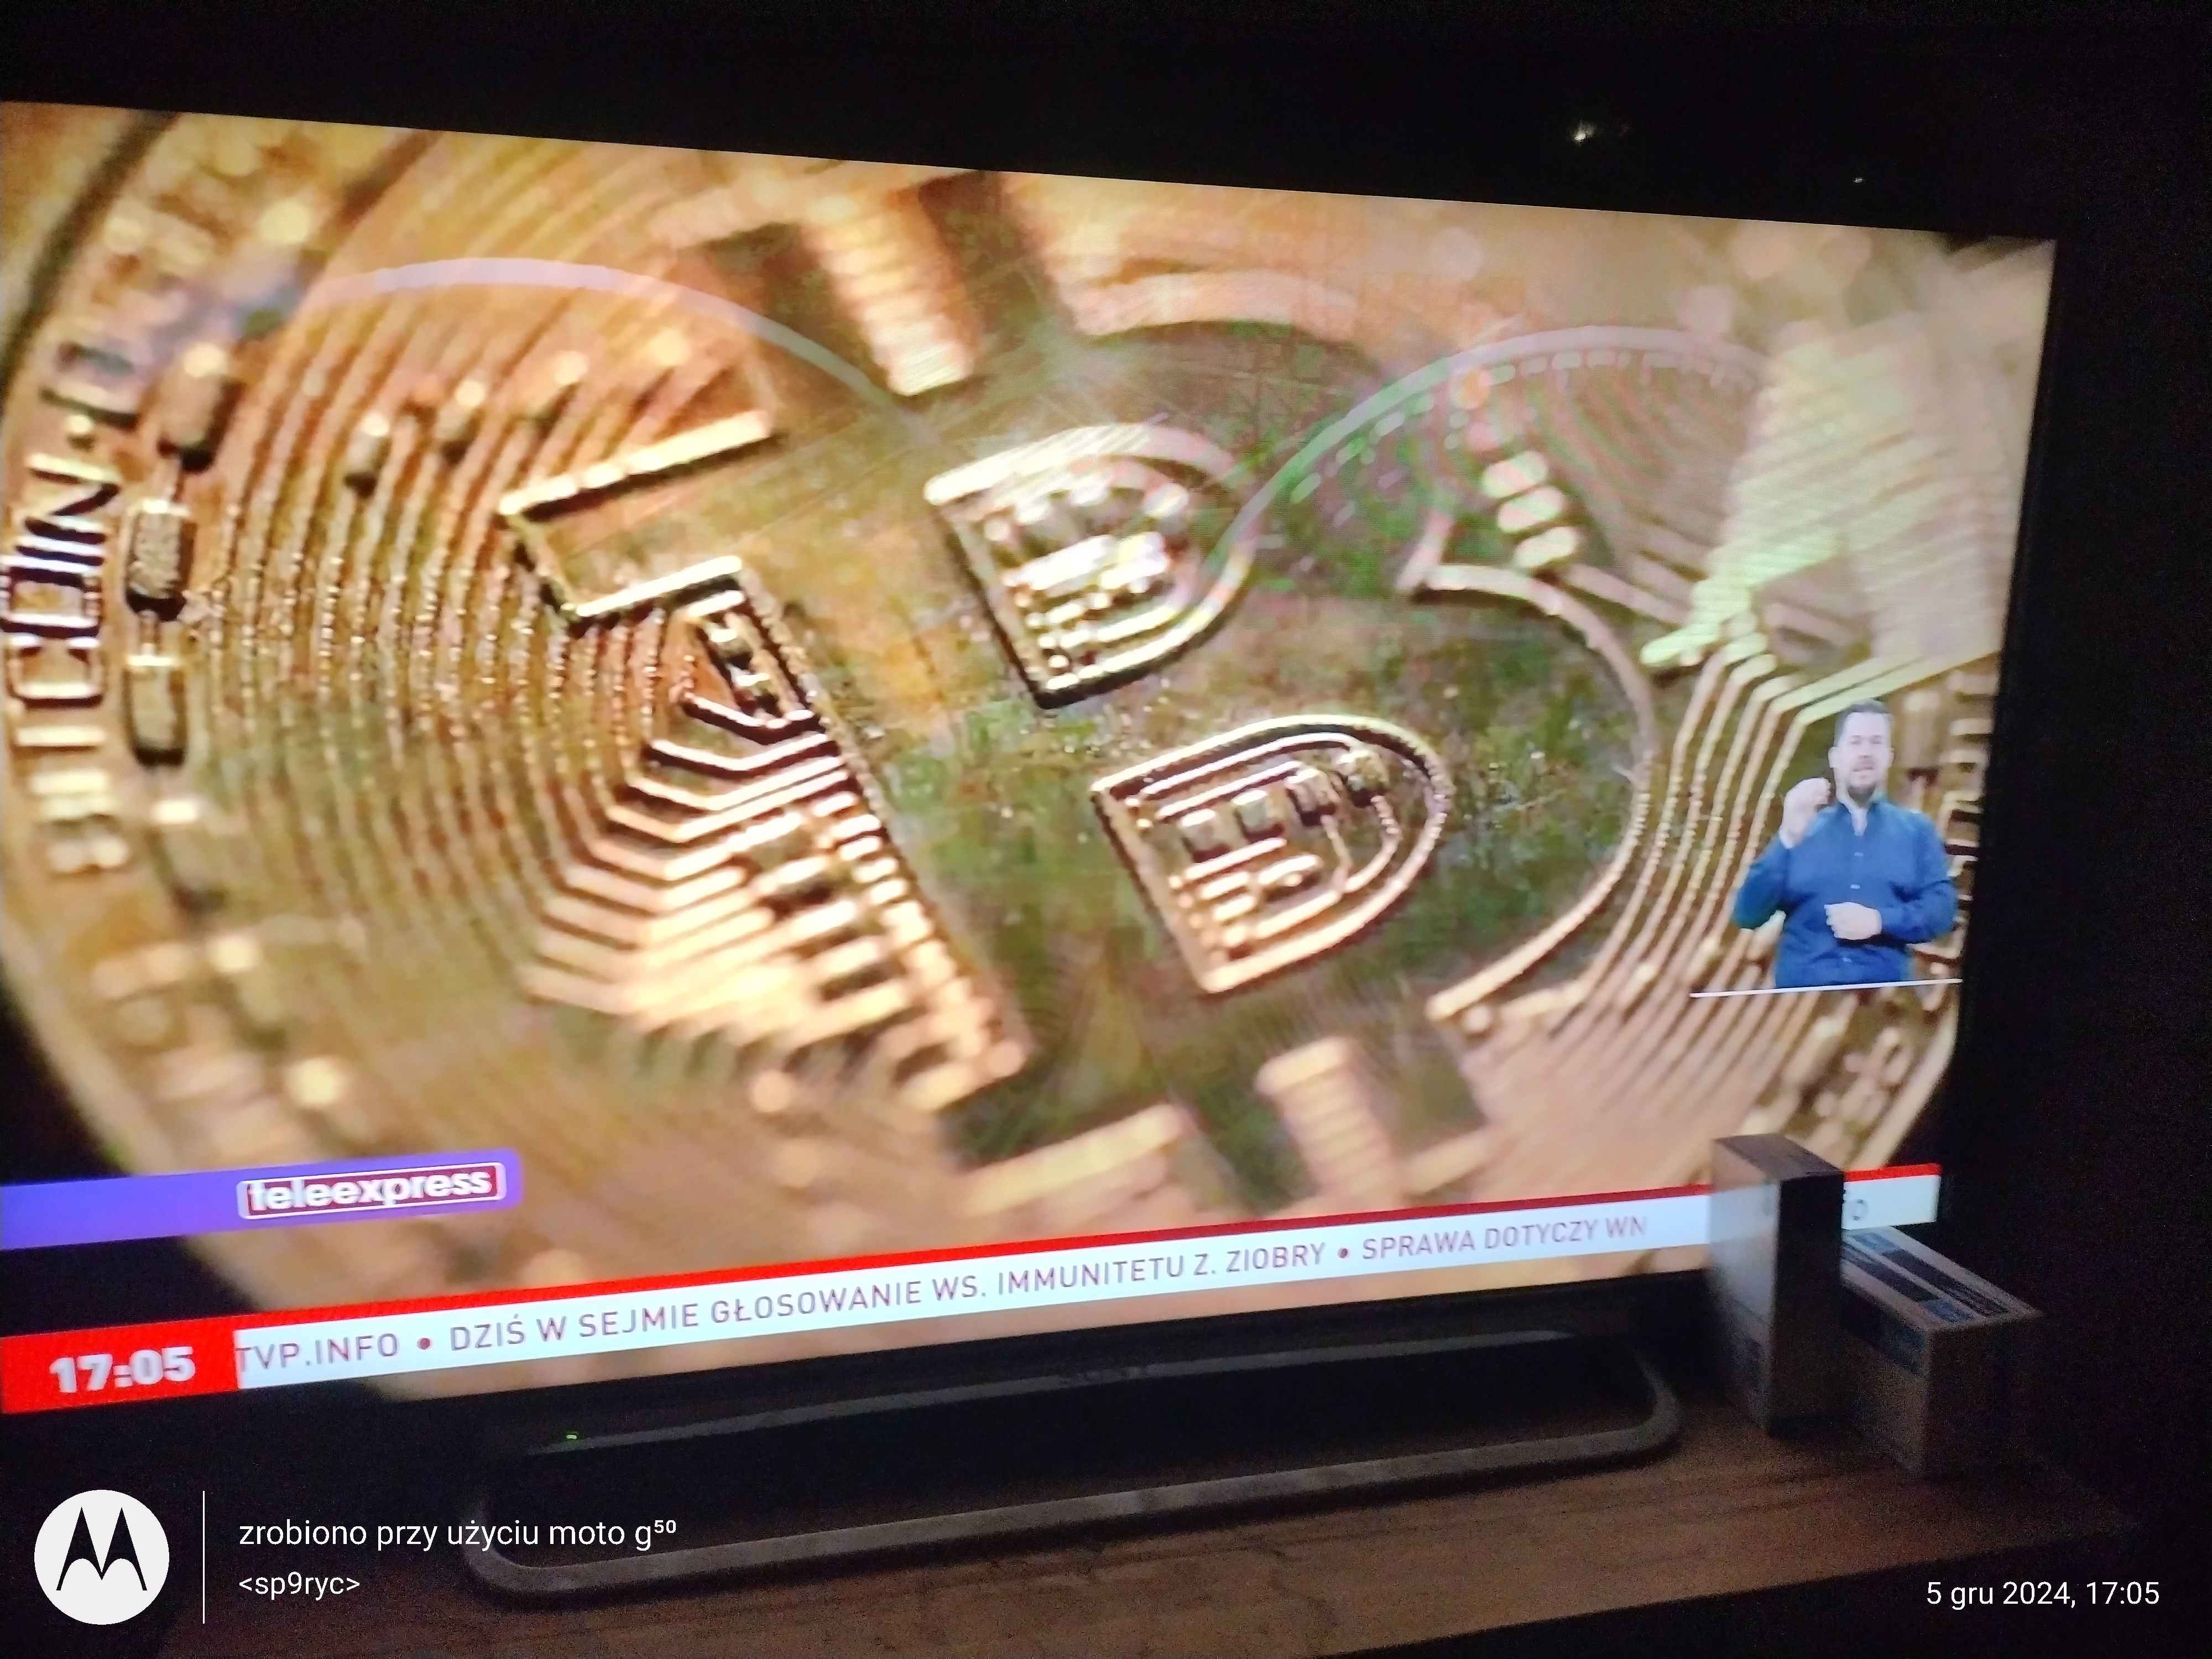 teleexpress
17:05
TVP.INFO • DZIŚ W SEJMIE GŁOSOWANIE WS. IMMUNITETU Z. ZIOBRY • SPRAWA DOTYCZY WN
SONY
zrobiono przy użyciu moto g⁵⁰
<sp9ryc>
5 gru 2024, 17:05